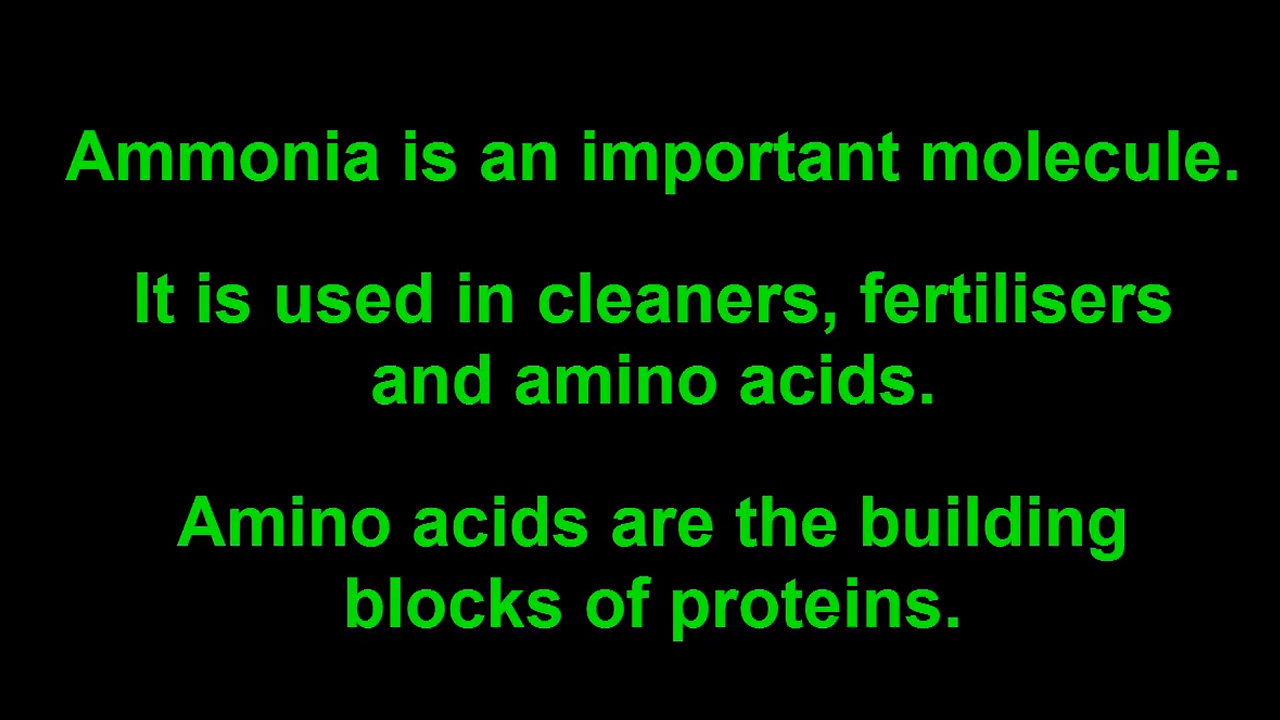 Ammonia is an important molecule.
It is used in cleaners, fertilisers
and amino acids.
Amino acids are the building
blocks of proteins.